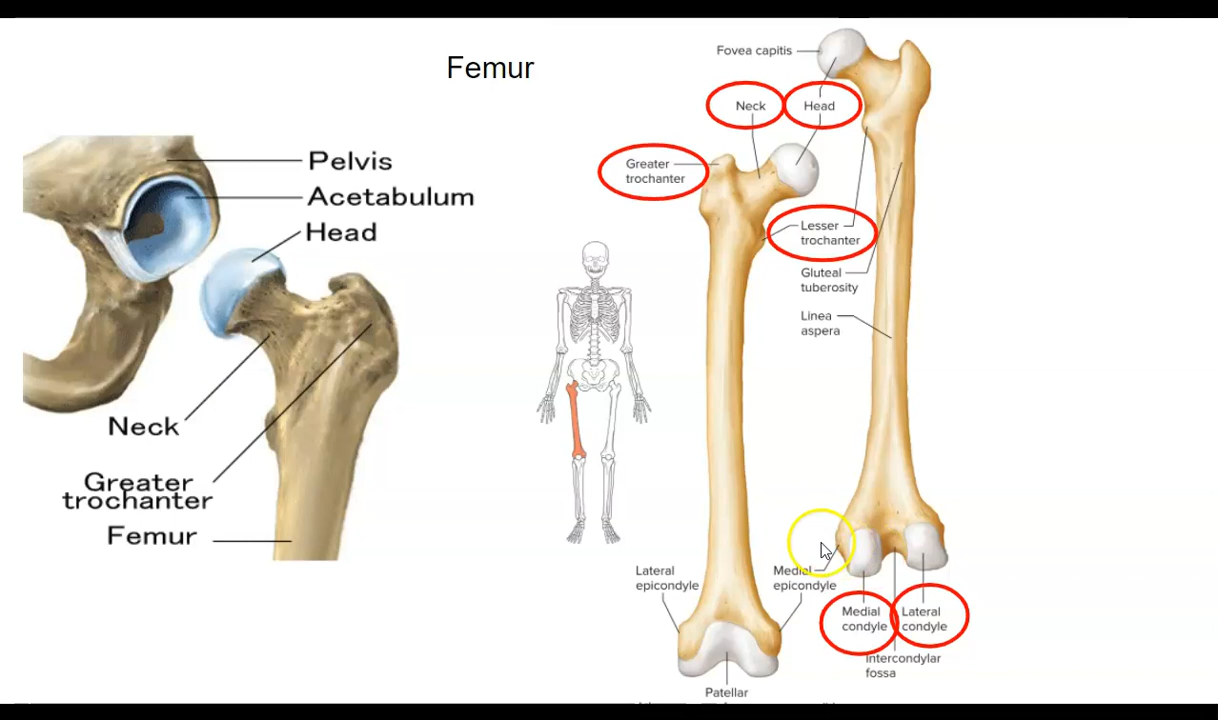 Femur
Pelvis
Acetabulum
Head
Neck
Greater
trochanter
Femur
Fovea capitis
Neck
Head
Greater
trochanter
Lesser
trochanter
Gluteal
tuberosity
Linea
aspera
Lateral
epicondyle
Medial
epicondyle
Medial
condyle
Lateral
condyle
Intercondylar
fossa
Patellar